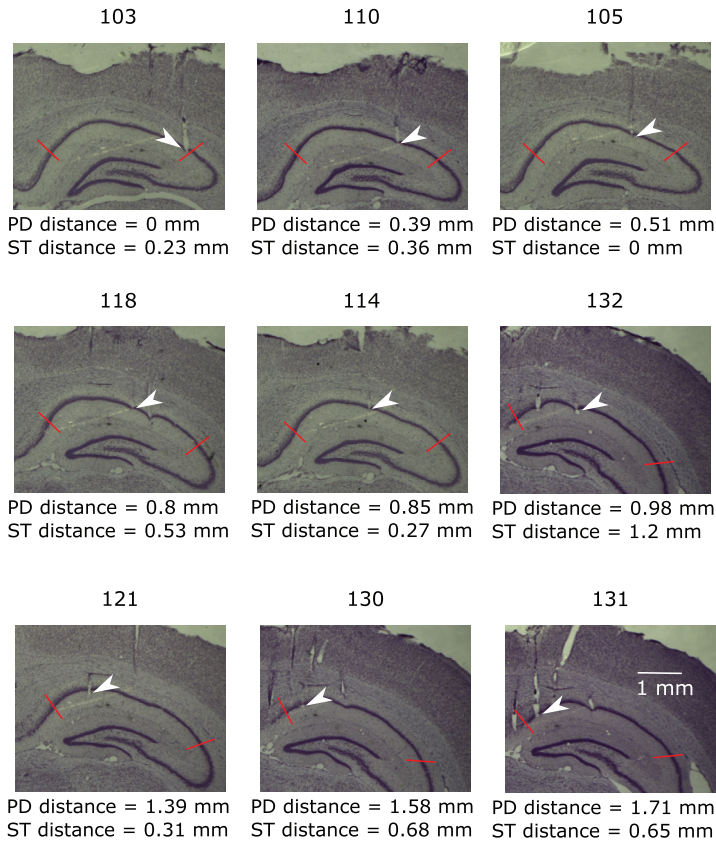 103
110
105
PD distance = 0 mm
ST distance = 0.23 mm
PD distance = 0.39 mm
ST distance = 0.36 mm
PD distance = 0.51 mm
ST distance = 0 mm
118
114
132
PD distance = 0.8 mm
ST distance = 0.53 mm
PD distance = 0.85 mm
ST distance = 0.27 mm
PD distance = 0.98 mm
ST distance = 1.2 mm
121
130
131
1 mm
PD distance = 1.39 mm
ST distance = 0.31 mm
PD distance = 1.58 mm
ST distance = 0.68 mm
PD distance = 1.71 mm
ST distance = 0.65 mm